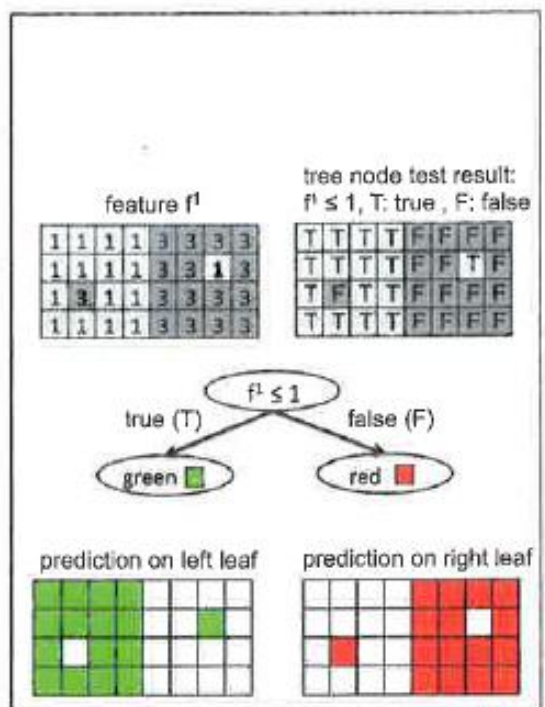 feature f¹
tree node test result:
f¹ ≤ 1, T: true , F: false
1 1 1 1 3 3 3 3
1 1 1 1 3 3 1 3
1 3 1 1 3 3 3 3
1 1 1 1 3 3 3 3
T T T T F F F F
T T T T F F T F
T F T T F F F F
T T T T F F F F
f¹ ≤ 1
true (T)
false (F)
green
red
prediction on left leaf
prediction on right leaf